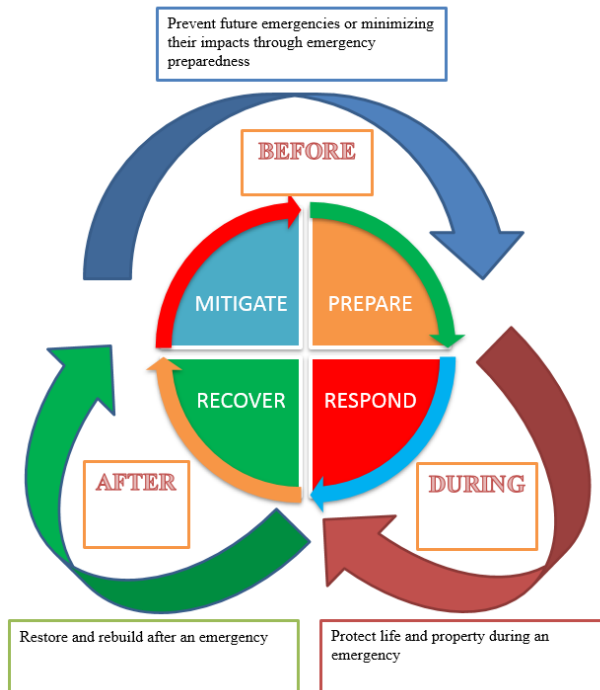 Prevent future emergencies or minimizing
their impacts through emergency
preparedness
BEFORE
MITIGATE
PREPARE
RECOVER
RESPOND
AFTER
DURING
Restore and rebuild after an emergency
Protect life and property during an
emergency